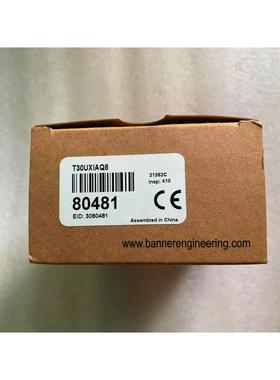 T30UXIAQ8
21362C
Insp: 410
80481
CE
EID: 3080481
Assembled in China
www.bannerengineering.com